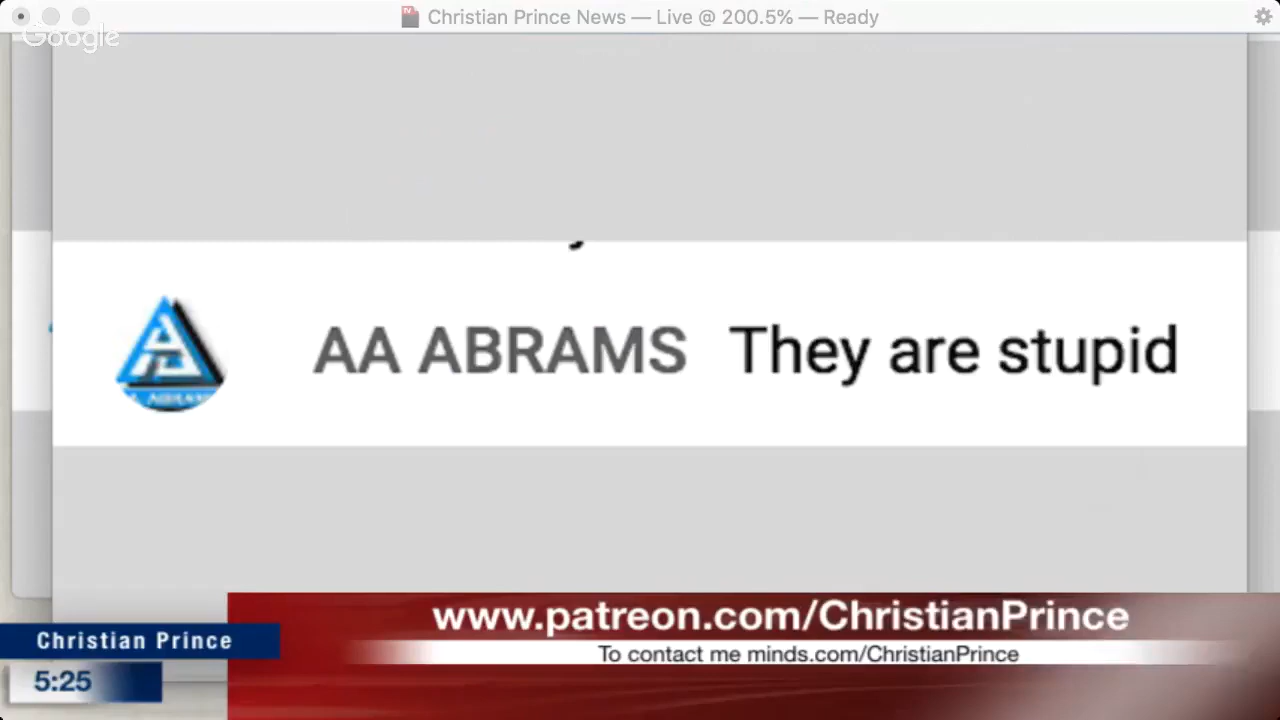 Christian Prince News — Live @ 200.5% — Ready
Google
AA ABRAMS They are stupid
www.patreon.com/ChristianPrince
To contact me minds.com/ChristianPrince
Christian Prince
5:25